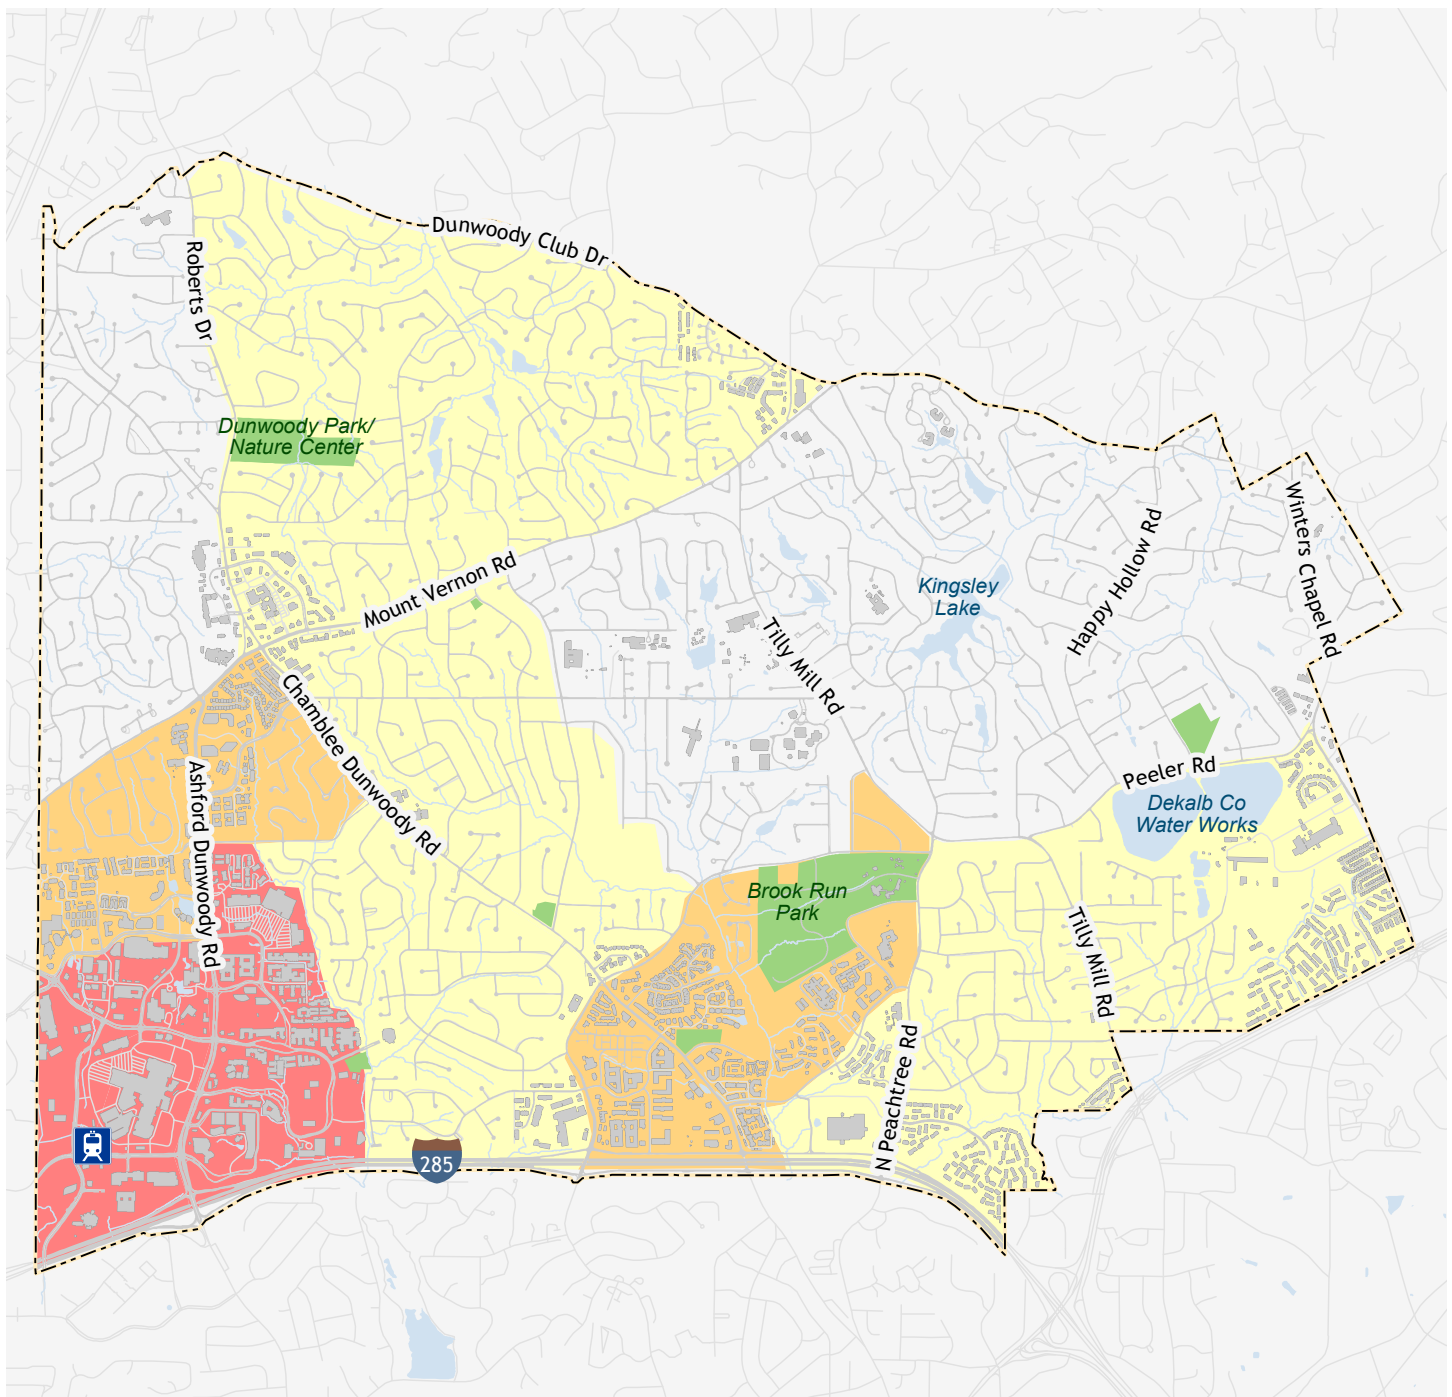 Dunwoody Club Dr
Roberts Dr
Dunwoody Park/
Nature Center
Winters Chapel Rd
Happy Hollow Rd
Mount Vernon Rd
Kingsley
Lake
Tilly Mill Rd
Chamblee Dunwoody Rd
Peeler Rd
Ashford Dunwoody Rd
Dekalb Co
Water Works
Brook Run
Park
Tilly Mill Rd
N Peachtree Rd
285